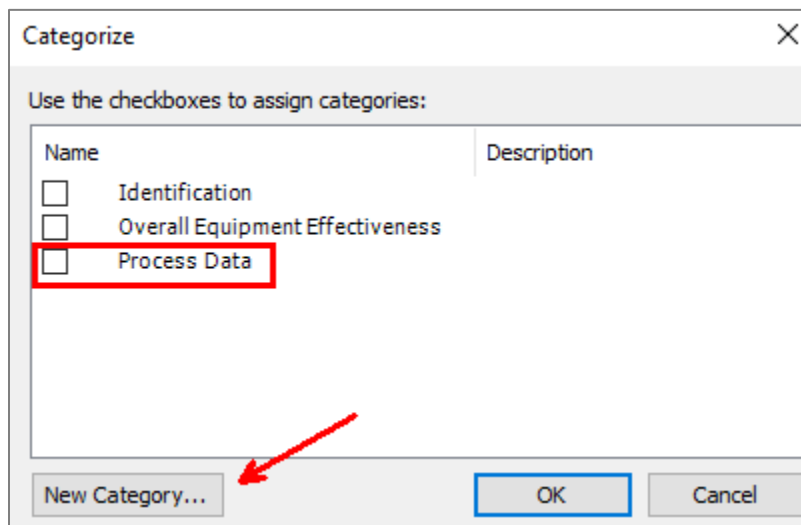 Categorize
Use the checkboxes to assign categories:
Name Description
Identification
Overall Equipment Effectiveness
Process Data
New Category... OK Cancel